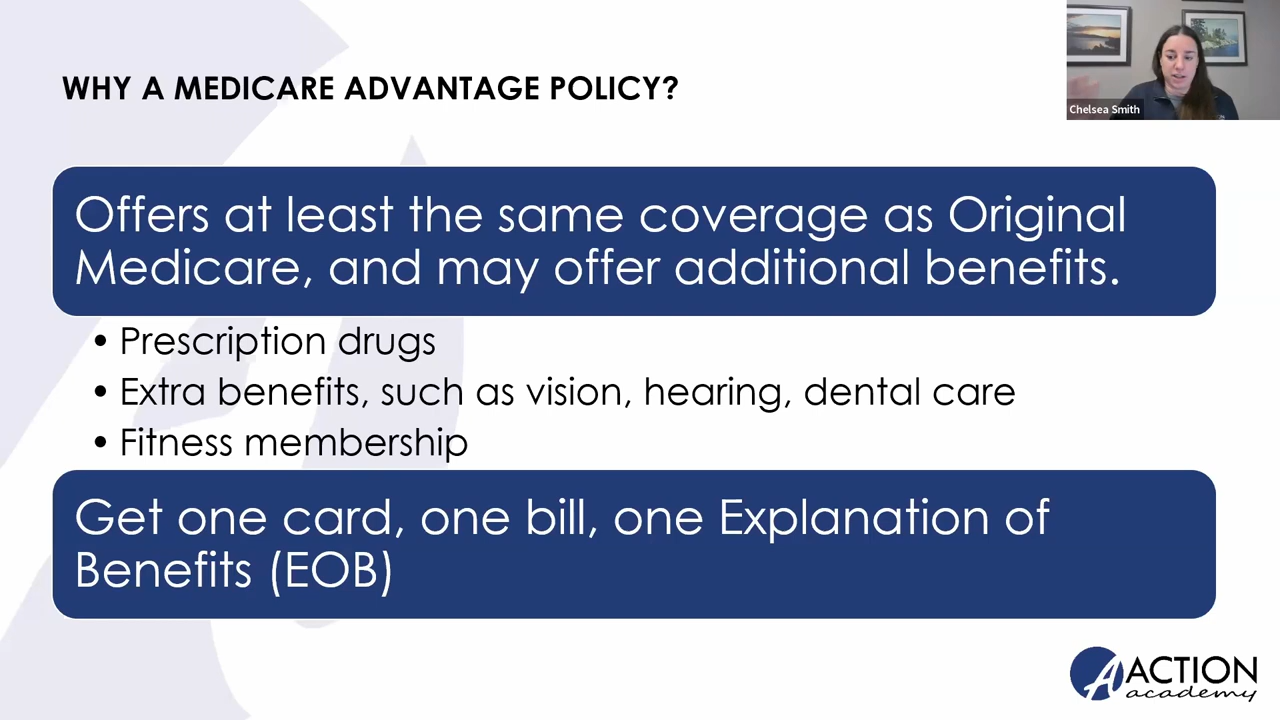 WHY A MEDICARE ADVANTAGE POLICY?
Chelsea Smith
Offers at least the same coverage as Original
Medicare, and may offer additional benefits.
• Prescription drugs
• Extra benefits, such as vision, hearing, dental care
• Fitness membership
Get one card, one bill, one Explanation of
Benefits (EOB)
A ACTION
academy